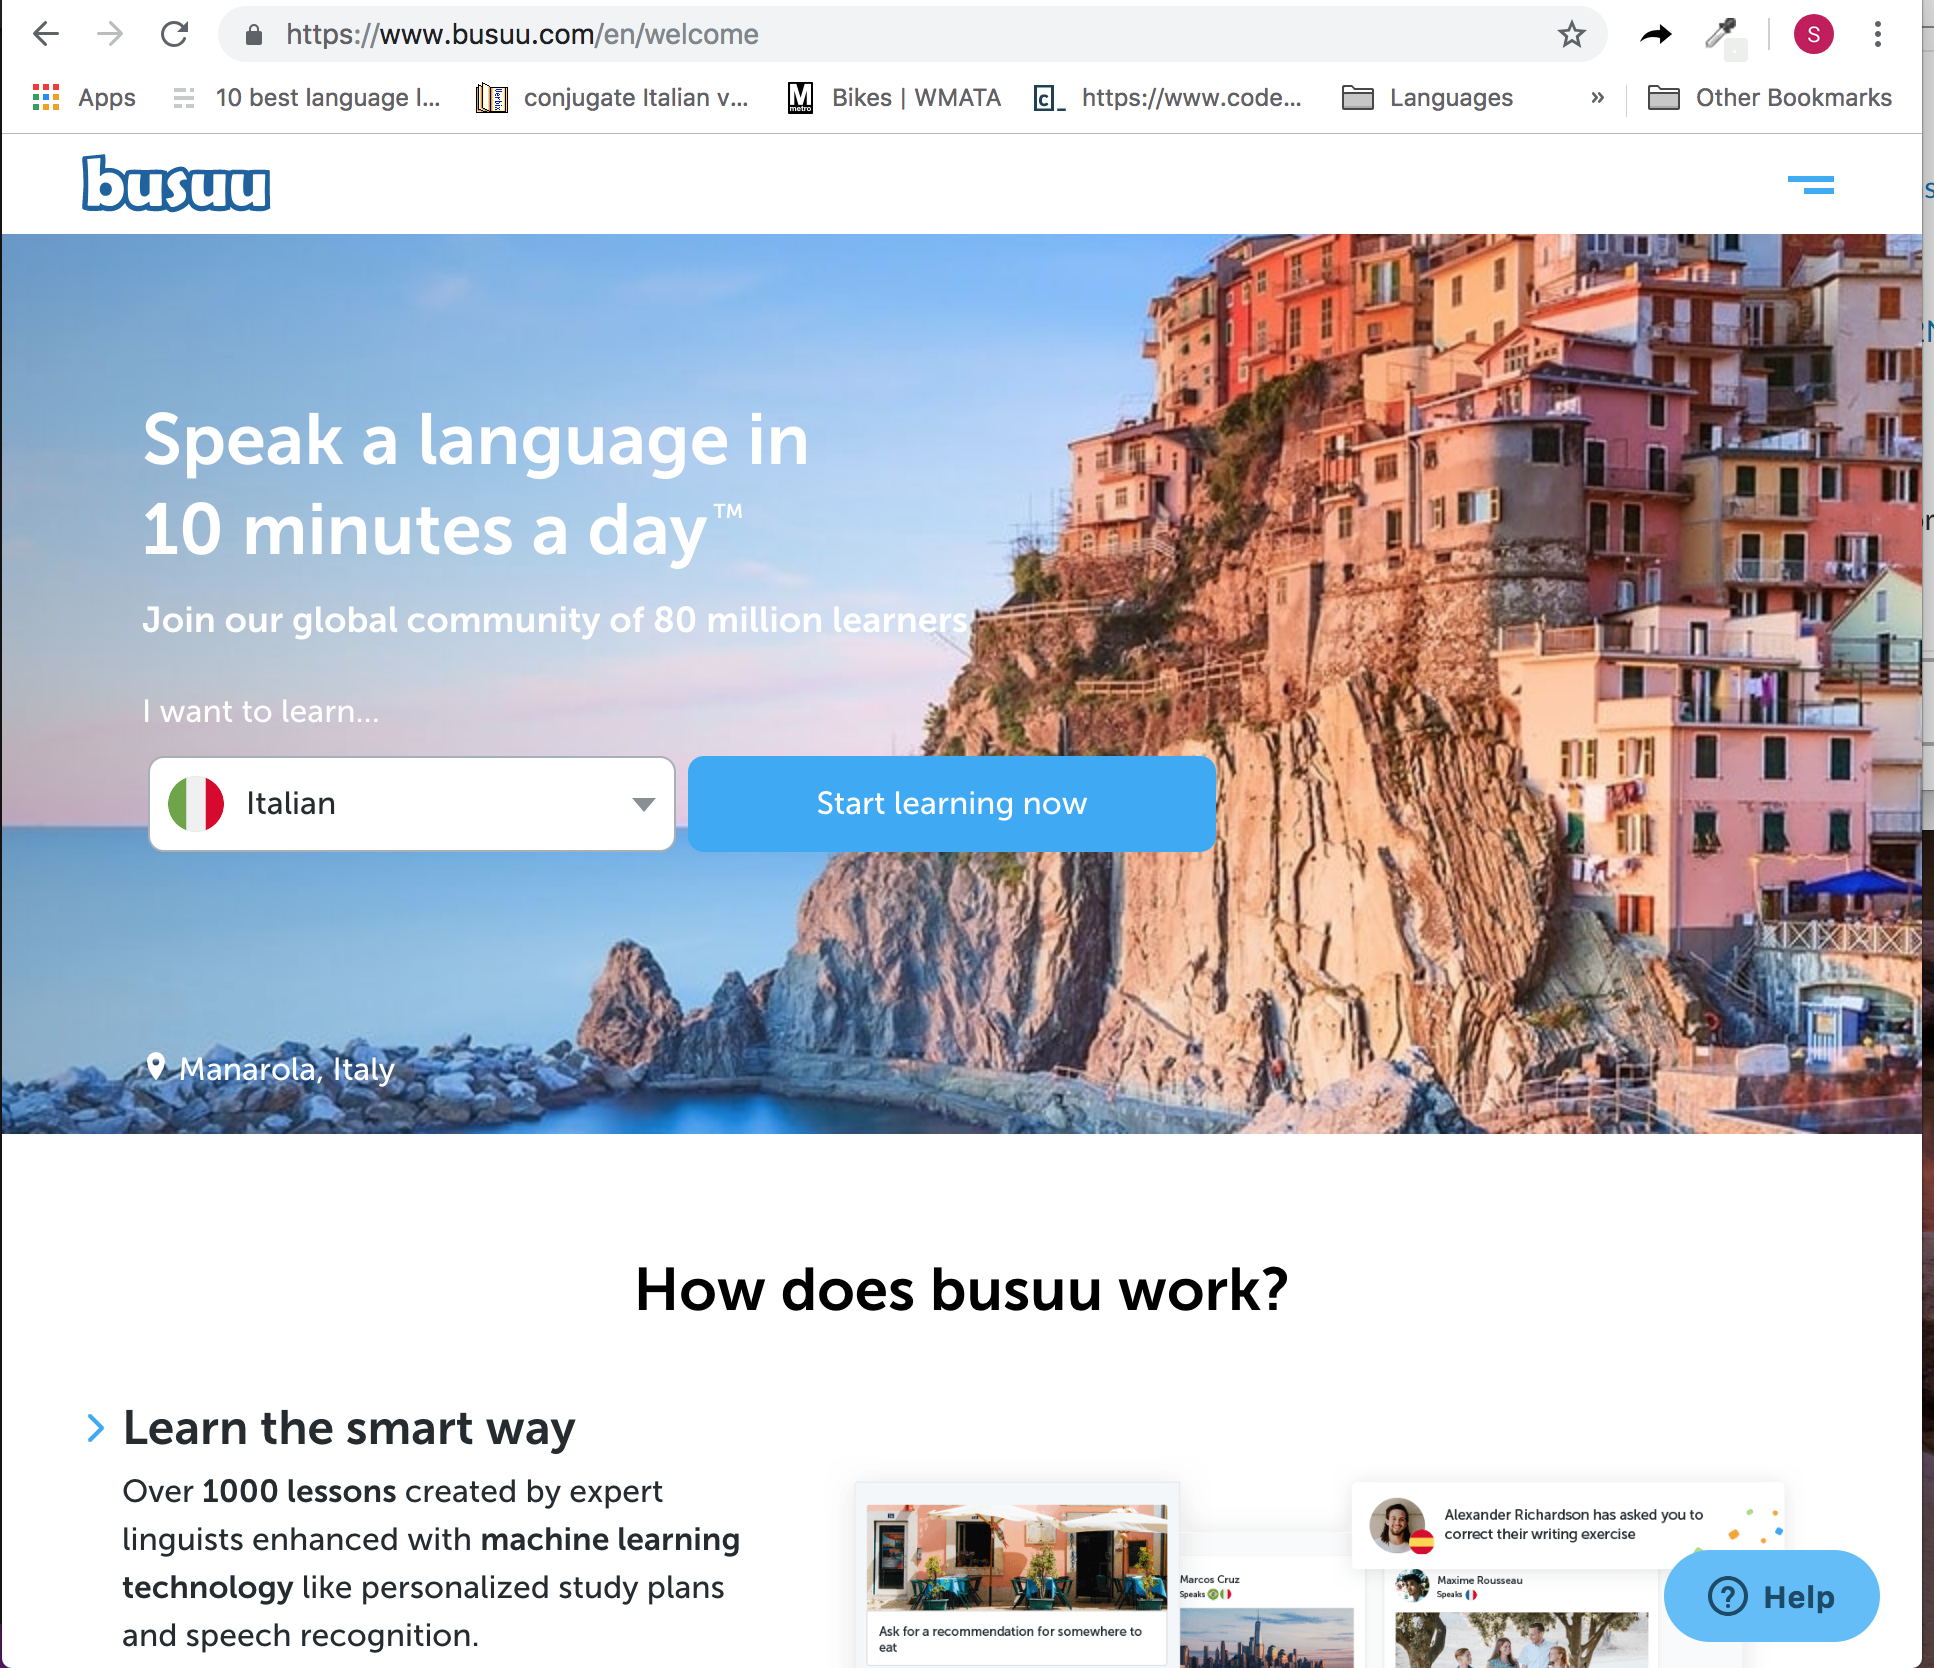 https://www.busuu.com/en/welcome
S
Apps
10 best language l...
conjugate Italian v...
M
metro
Bikes | WMATA
c_
https://www.code...
Languages
»
Other Bookmarks
busuu
Speak a language in
10 minutes a day™
Join our global community of 80 million learners
I want to learn...
Italian
Start learning now
Manarola, Italy
How does busuu work?
Learn the smart way
Over 1000 lessons created by expert
linguists enhanced with machine learning
technology like personalized study plans
and speech recognition.
Ask for a recommendation for somewhere to
eat
Alexander Richardson has asked you to
correct their writing exercise
Marcos Cruz
Speaks
Maxime Rousseau
Speaks
? Help